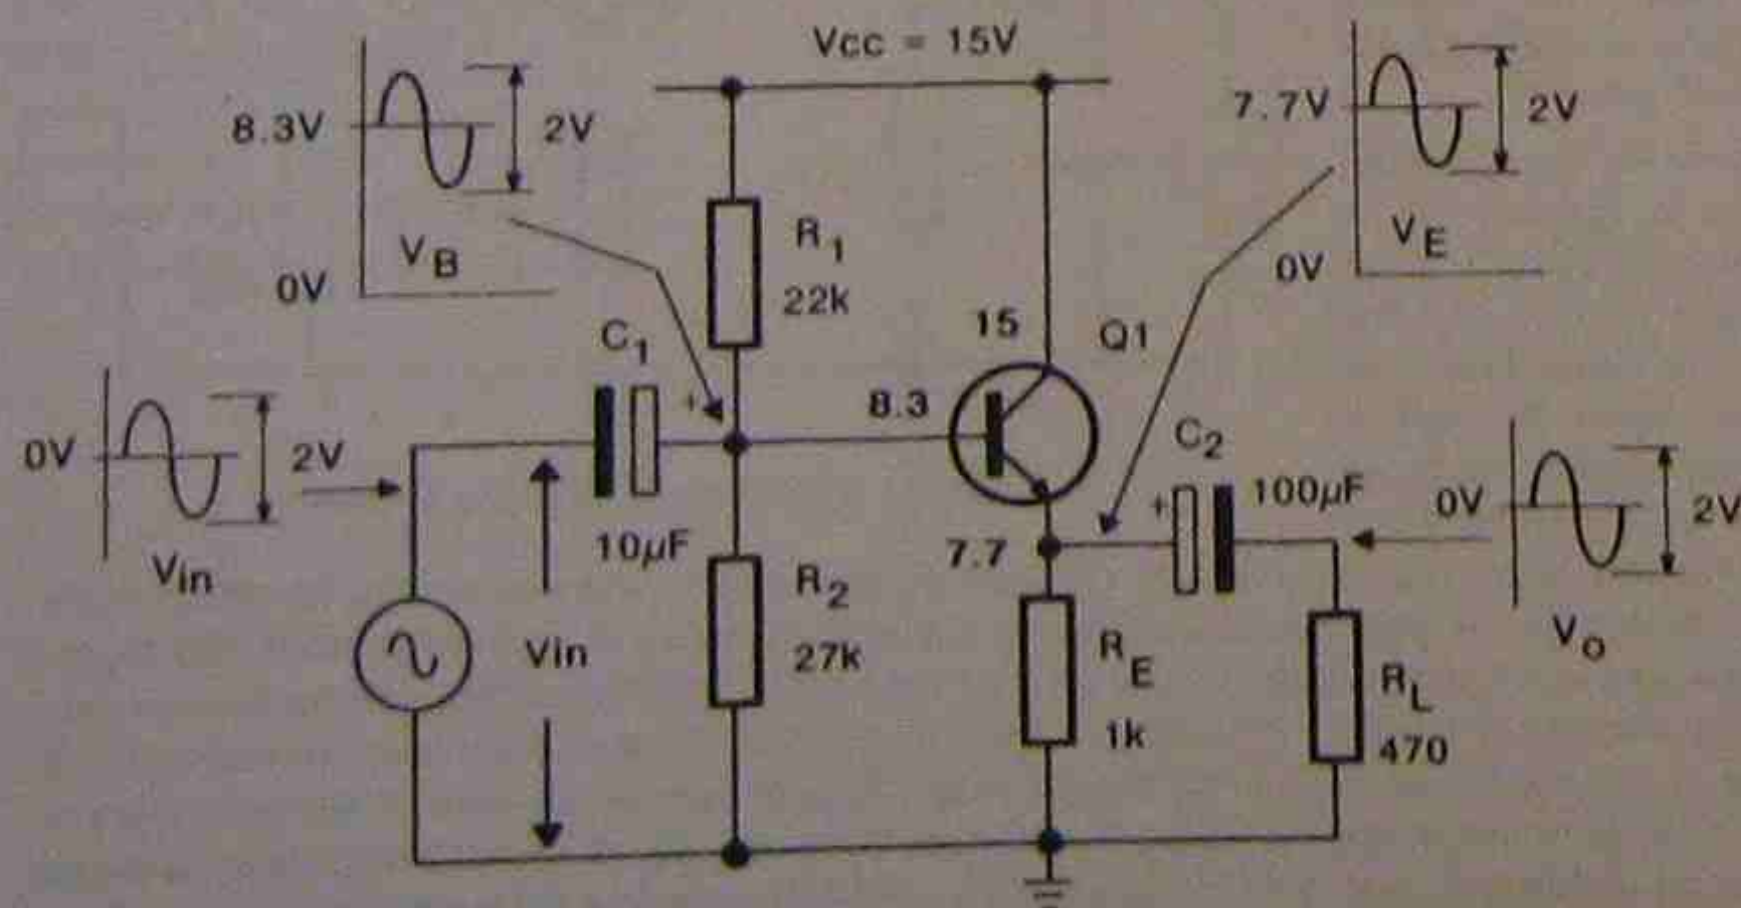 Vcc = 15V
8.3V
2V
VB
0V
7.7V
2V
VE
0V
R1
22k
15
Q1
C1
+
8.3
0V
2V
Vin
10µF
Vin
R2
27k
C2
+
100µF
7.7
RE
1k
0V
2V
Vo
RL
470